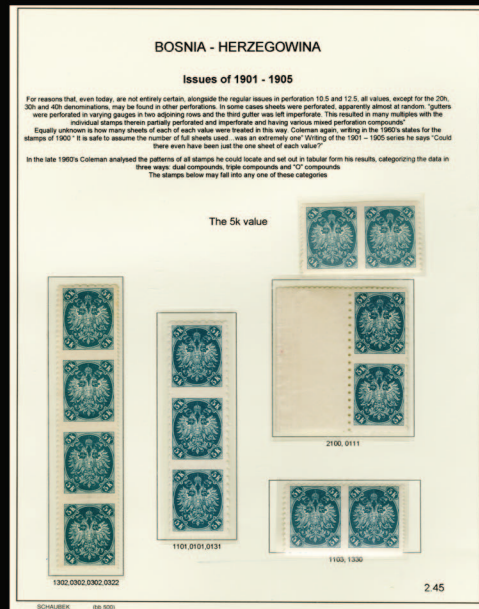 BOSNIA - HERZEGOWINA
Issues of 1901 - 1905
For reasons that, even today, are not entirely certain, alongside the regular issues in perforation 10.5 and 12.5, all values, except for the 20h,
30h and 40h denominations, may be found in other perforations. In some cases sheets were perforated, apparently almost at random. "gutters
were perforated in varying gauges in two adjoining rows and the third gutter was left imperforate. This resulted in many multiples with the
individual stamps therein partially perforated and imperforate and having various mixed perforation compounds"
Equally unknown is how many sheets of each of each value were treated in this way. Coleman again, writing in the 1960's states for the
stamps of 1900 " It is safe to assume the number of full sheets used...was an extremely one" Writing of the 1901 – 1905 series he says "Could
there even have been just the one sheet of each value?"
In the late 1960's Coleman analysed the patterns of all stamps he could locate and set out in tabular form his results, categorizing the data in
three ways: dual compounds, triple compounds and "O" compounds
The stamps below may fall into any one of these categories
The 5k value
2100, 0111
1101,0101,0131
1103, 1330
1302,0302,0302,0322
2.45
SCHAUBEK (bb 800)